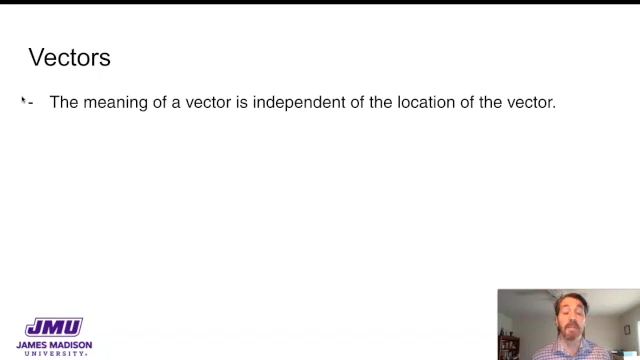 Vectors
- The meaning of a vector is independent of the location of the vector.
JMU
JAMES MADISON
UNIVERSITY.